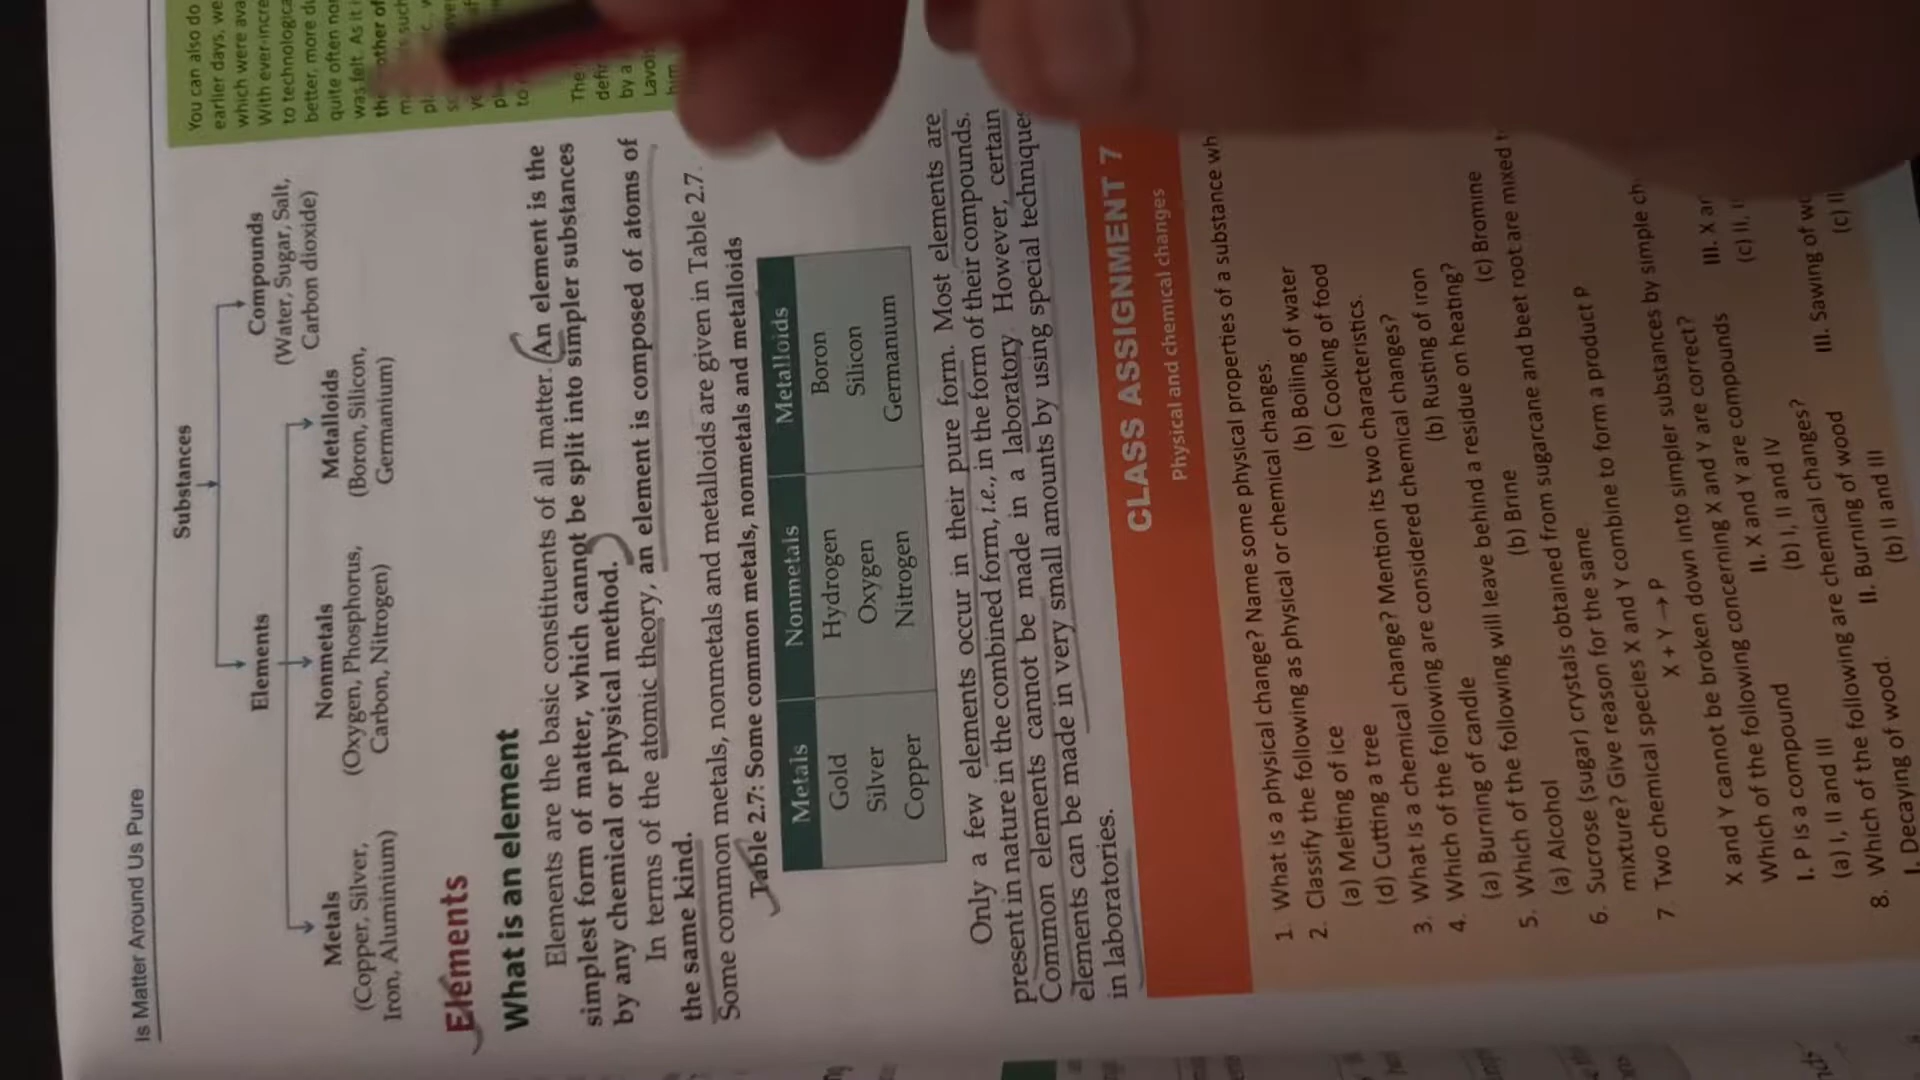 Is Matter Around Us Pure
Substances
Elements
Compounds
(Water, Sugar, Salt,
Carbon dioxide)
Metals
(Copper, Silver,
Iron, Aluminium)
Nonmetals
(Oxygen, Phosphorus,
Carbon, Nitrogen)
Metalloids
(Boron, Silicon,
Germanium)
Elements
What is an element
Elements are the basic constituents of all matter. An element is the
simplest form of matter, which cannot be split into simpler substances
by any chemical or physical method.
In terms of the atomic theory, an element is composed of atoms of
the same kind.
Some common metals, nonmetals and metalloids are given in Table 2.7.
Table 2.7: Some common metals, nonmetals and metalloids
Metals Nonmetals Metalloids
Gold Hydrogen Boron
Silver Oxygen Silicon
Copper Nitrogen Germanium
Only a few elements occur in their pure form. Most elements are
present in nature in the combined form, i.e., in the form of their compounds.
Common elements cannot be made in a laboratory. However, certain
elements can be made in very small amounts by using special techniques
in laboratories.
You can also do
earlier days, we
which were ava
With ever-incre
to technologica
better, more du
quite often
was felt. As it
other of
The
defin
by a
Lavoi
him
CLASS ASSIGNMENT 7
Physical and chemical changes
1. What is a physical change? Name some physical properties of a substance wh
2. Classify the following as physical or chemical changes.
(a) Melting of ice (b) Boiling of water
(d) Cutting a tree (e) Cooking of food
3. What is a chemical change? Mention its two characteristics.
4. Which of the following are considered chemical changes?
(a) Burning of candle (b) Rusting of iron
5. Which of the following will leave behind a residue on heating?
(a) Alcohol (b) Brine (c) Bromine
6. Sucrose (sugar) crystals obtained from sugarcane and beet root are mixed
mixture? Give reason for the same.
7. Two chemical species X and Y combine to form a product P
X + Y → P
X and Y cannot be broken down into simpler substances by simple ch
Which of the following concerning X and Y are correct?
I. P is a compound II. X and Y are compounds III. X an
(a) I, II and III (b) I, II and IV (c) II,
8. Which of the following are chemical changes?
I. Decaying of wood. II. Burning of wood III. Sawing of wo
(b) II and III (c) II